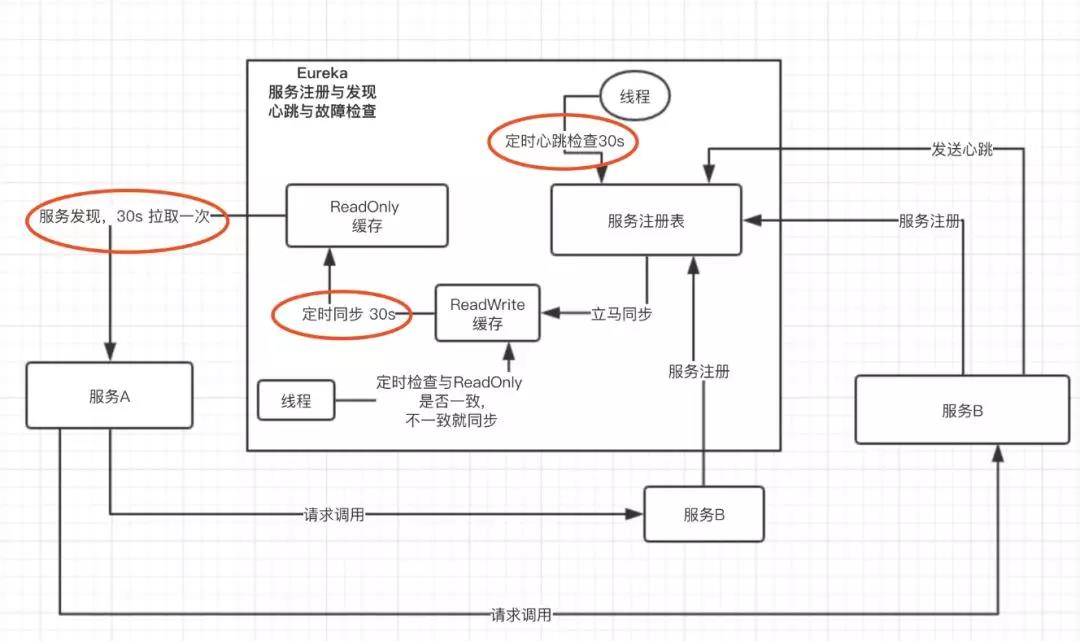 Eureka
服务注册与发现
心跳与故障检查
线程
定时心跳检查30s
发送心跳
服务发现，30s 拉取一次
ReadOnly
缓存
服务注册表
服务注册
定时同步 30s
ReadWrite
缓存
立马同步
服务注册
定时检查与ReadOnly
是否一致，
不一致就同步
线程
服务A
服务B
请求调用
服务B
请求调用